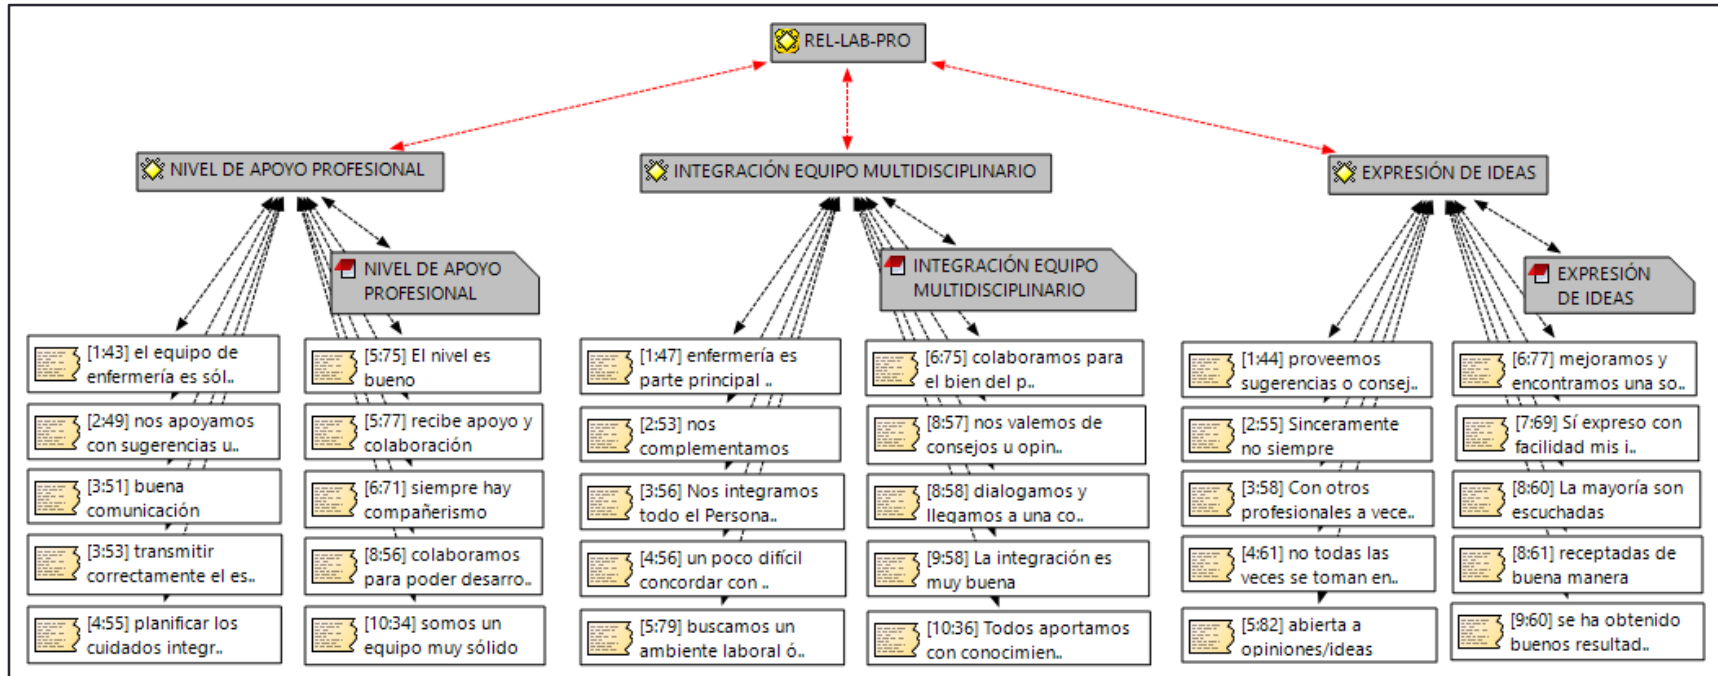 REL-LAB-PRO
NIVEL DE APOYO PROFESIONAL
INTEGRACIÓN EQUIPO MULTIDISCIPLINARIO
EXPRESIÓN DE IDEAS
NIVEL DE APOYO
PROFESIONAL
INTEGRACIÓN EQUIPO
MULTIDISCIPLINARIO
EXPRESIÓN
DE IDEAS
[1:43] el equipo de
enfermería es sól..
[2:49] nos apoyamos
con sugerencias u..
[3:51] buena
comunicación
[3:53] transmitir
correctamente el es..
[4:55] planificar los
cuidados integr..
[5:75] El nivel es
bueno
[5:77] recibe apoyo y
colaboración
[6:71] siempre hay
compañerismo
[8:56] colaboramos
para poder desarro..
[10:34] somos un
equipo muy sólido
[1:47] enfermería es
parte principal ..
[2:53] nos
complementamos
[3:56] Nos integramos
todo el Persona..
[4:56] un poco difícil
concordar con ..
[5:79] buscamos un
ambiente laboral ó..
[6:75] colaboramos para
el bien del p..
[8:57] nos valemos de
consejos u opin..
[8:58] dialogamos y
llegamos a una co..
[9:58] La integración es
muy buena
[10:36] Todos aportamos
con conocimien..
[1:44] proveemos
sugerencias o consej..
[2:55] Sinceramente
no siempre
[3:58] Con otros
profesionales a vece..
[4:61] no todas las
veces se toman en..
[5:82] abierta a
opiniones/ideas
[6:77] mejoramos y
encontramos una so..
[7:69] Sí expreso con
facilidad mis i..
[8:60] La mayoría son
escuchadas
[8:61] receptadas de
buena manera
[9:60] se ha obtenido
buenos resultad..